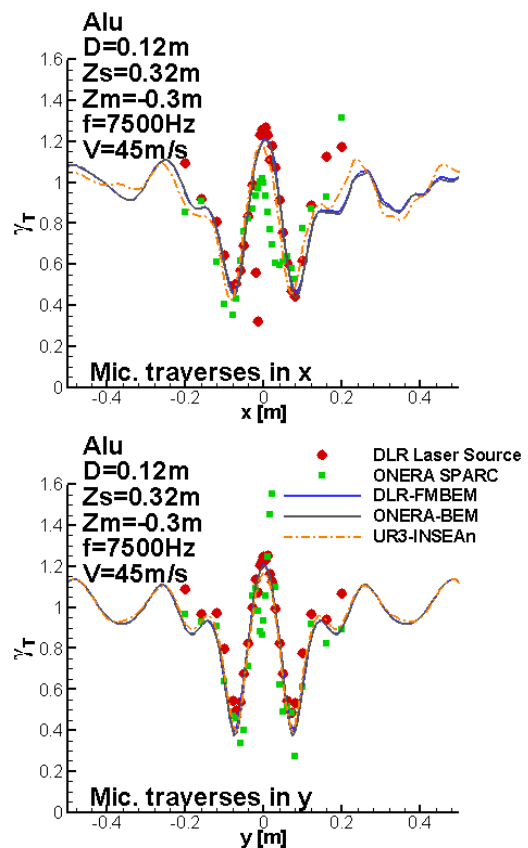 Alu
D=0.12m
Zs=0.32m
Zm=-0.3m
f=7500Hz
V=45m/s
1.6
1.4
1.2
1
0.8
0.6
0.4
0.2
0
γT
Mic. traverses in x
-0.4 -0.2 0 0.2 0.4
x [m]
Alu
D=0.12m
Zs=0.32m
Zm=-0.3m
f=7500Hz
V=45m/s
DLR Laser Source
ONERA SPARC
DLR-FMBEM
ONERA-BEM
UR3-INSEAn
1.6
1.4
1.2
1
0.8
0.6
0.4
0.2
0
γT
Mic. traverses in y
-0.4 -0.2 0 0.2 0.4
y [m]